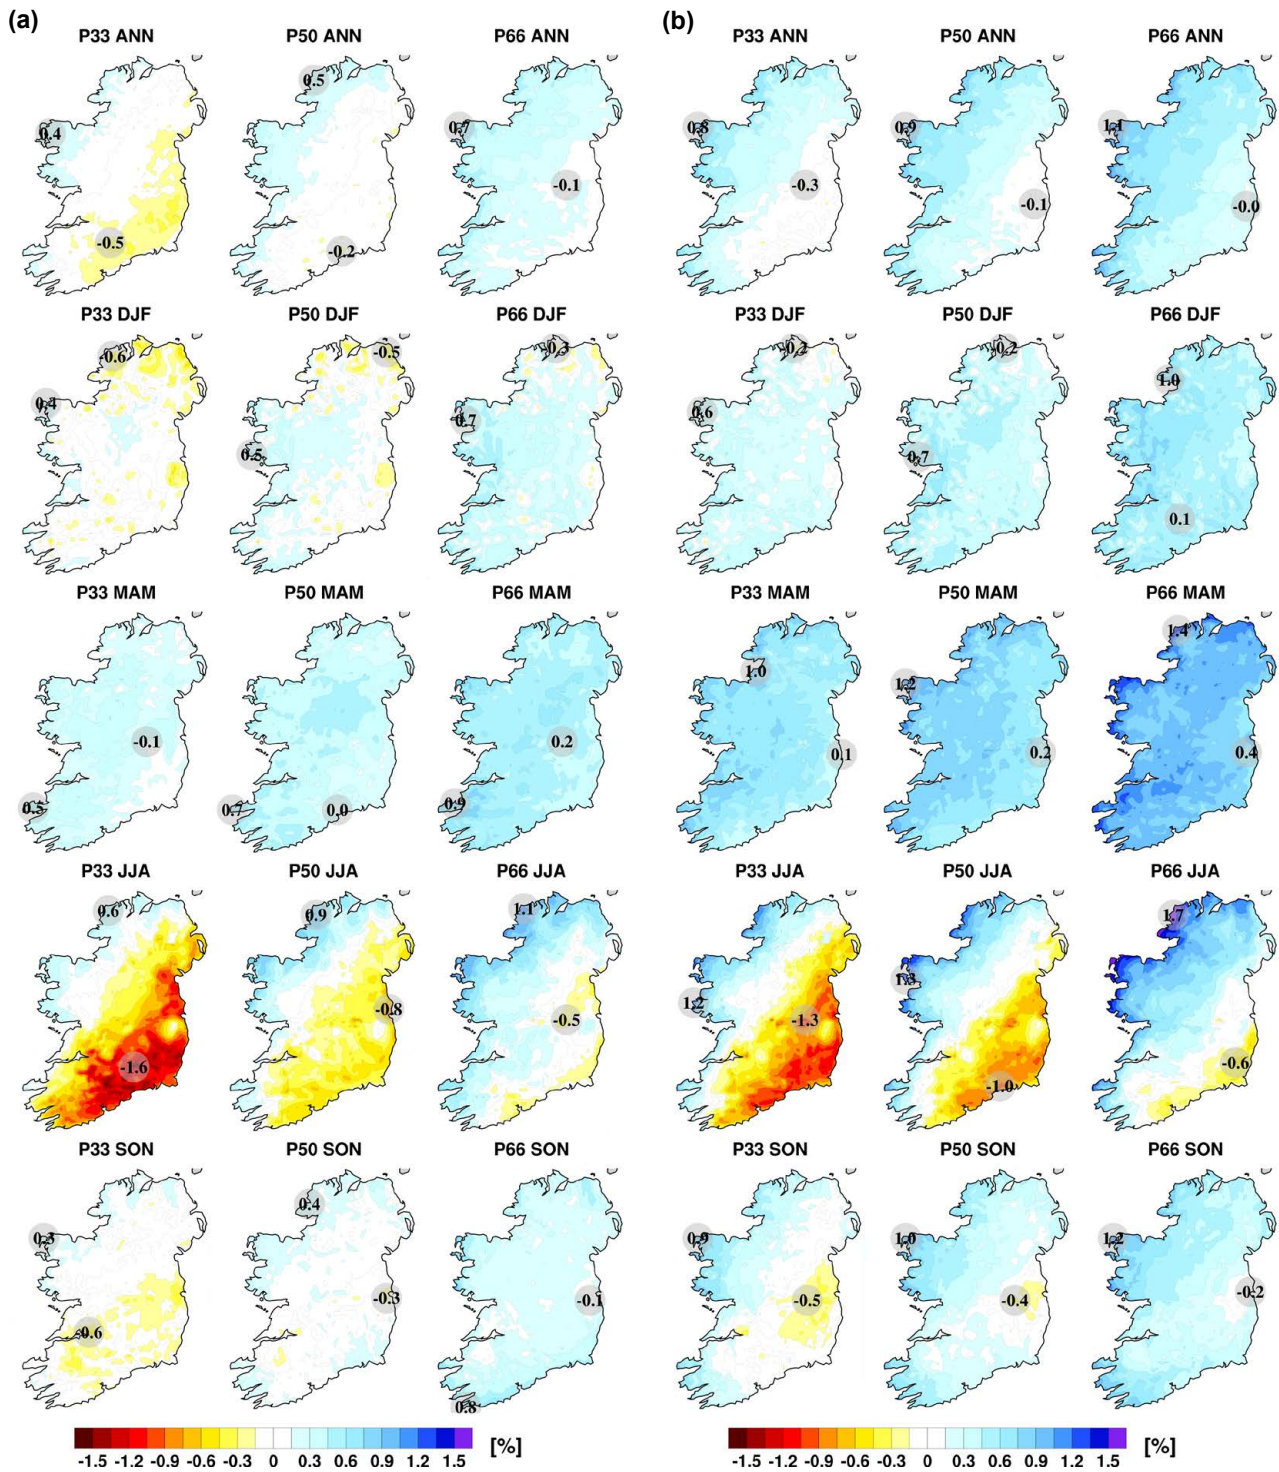 (a) (b)
P33 ANN P50 ANN P66 ANN P33 ANN P50 ANN P66 ANN
0.4 -0.5 0.5 -0.2 0.7 -0.1 0.8 -0.3 0.9 -0.1 1.1 -0.0
P33 DJF P50 DJF P66 DJF P33 DJF P50 DJF P66 DJF
-0.6 0.4 -0.5 0.5 -0.3 0.7 -0.2 0.6 -0.2 0.7 1.0 0.1
P33 MAM P50 MAM P66 MAM P33 MAM P50 MAM P66 MAM
-0.1 0.5 0.7 0.0 0.2 0.9 1.0 0.1 1.2 0.2 1.4 0.4
P33 JJA P50 JJA P66 JJA P33 JJA P50 JJA P66 JJA
0.6 -1.6 0.9 -0.8 1.1 -0.5 1.2 -1.3 1.3 -1.0 1.7 -0.6
P33 SON P50 SON P66 SON P33 SON P50 SON P66 SON
0.3 -0.6 0.4 -0.3 -0.1 0.8 0.9 -0.5 1.0 -0.4 1.2 -0.2
-1.5 -1.2 -0.9 -0.6 -0.3 0 0.3 0.6 0.9 1.2 1.5 [%] -1.5 -1.2 -0.9 -0.6 -0.3 0 0.3 0.6 0.9 1.2 1.5 [%]